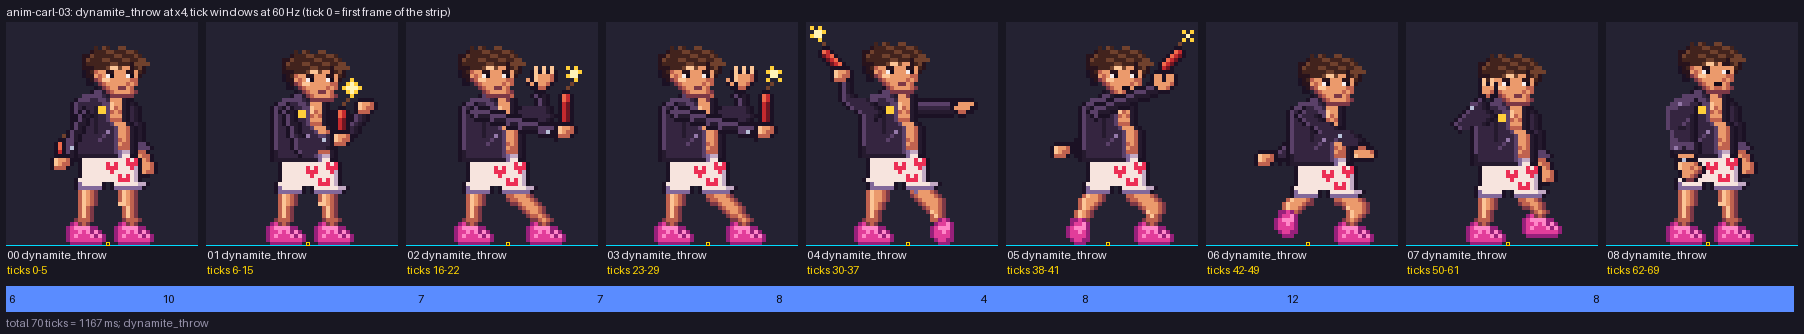 anim-carl-03: dynamite_throw at x4, tick windows at 60 Hz (tick 0 = first frame of the strip)
00 dynamite_throw 01 dynamite_throw 02 dynamite_throw 03 dynamite_throw 04 dynamite_throw 05 dynamite_throw 06 dynamite_throw 07 dynamite_throw 08 dynamite_throw
ticks 0-5 ticks 6-15 ticks 16-22 ticks 23-29 ticks 30-37 ticks 38-41 ticks 42-49 ticks 50-61 ticks 62-69
6 10 7 7 8 4 8 12 8
total 70 ticks = 1167 ms; dynamite_throw